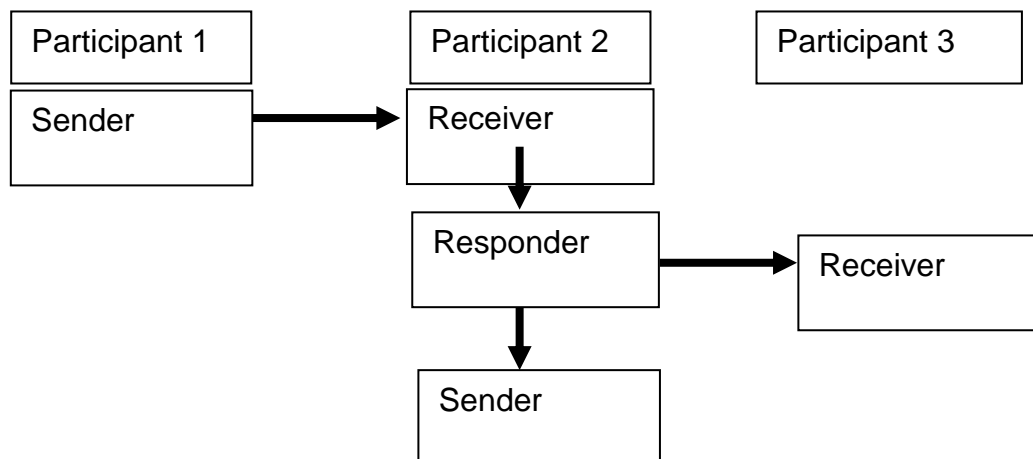 Participant 1
Participant 2
Participant 3
Sender
Receiver
Responder
Receiver
Sender